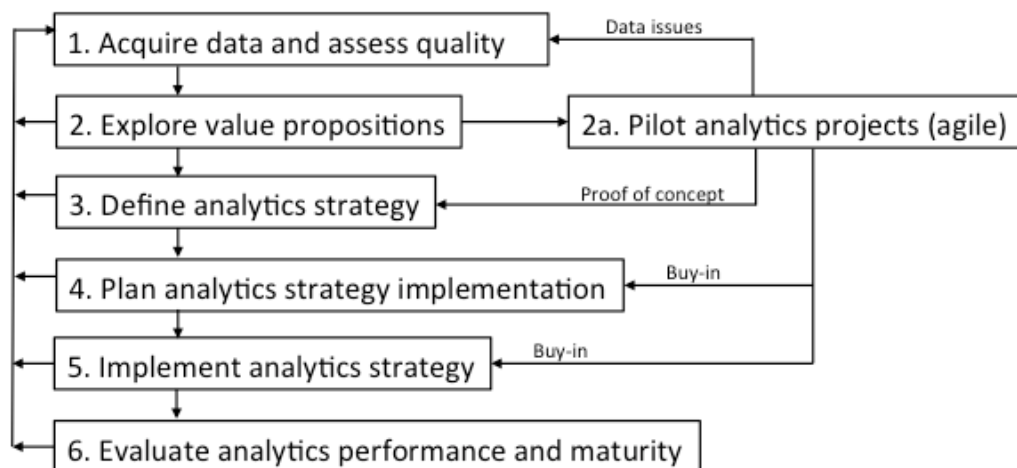 1. Acquire data and assess quality
Data issues
2. Explore value propositions
2a. Pilot analytics projects (agile)
3. Define analytics strategy
Proof of concept
4. Plan analytics strategy implementation
Buy-in
5. Implement analytics strategy
Buy-in
6. Evaluate analytics performance and maturity